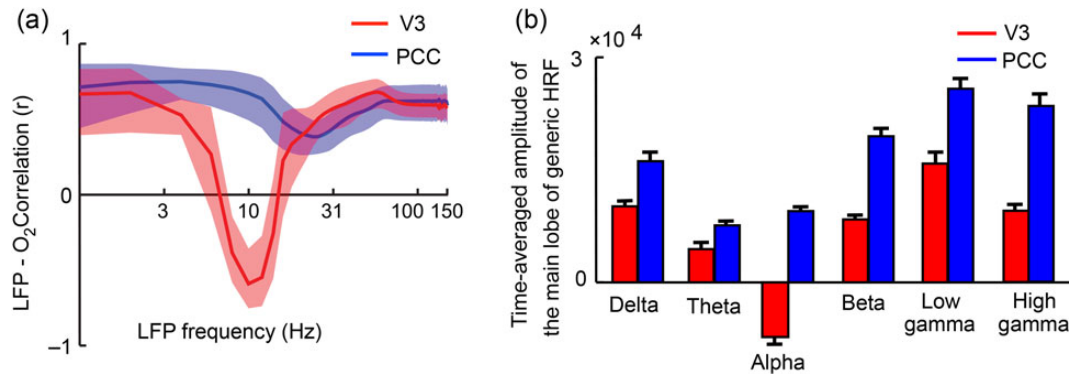 (a)
V3
PCC
1
0
−1
3
10
31
100 150
LFP - O2Correlation (r)
LFP frequency (Hz)
(b)
×10 4
V3
PCC
3
0
Time-averaged amplitude of
the main lobe of generic HRF
Delta
Theta
Alpha
Beta
Low
gamma
High
gamma